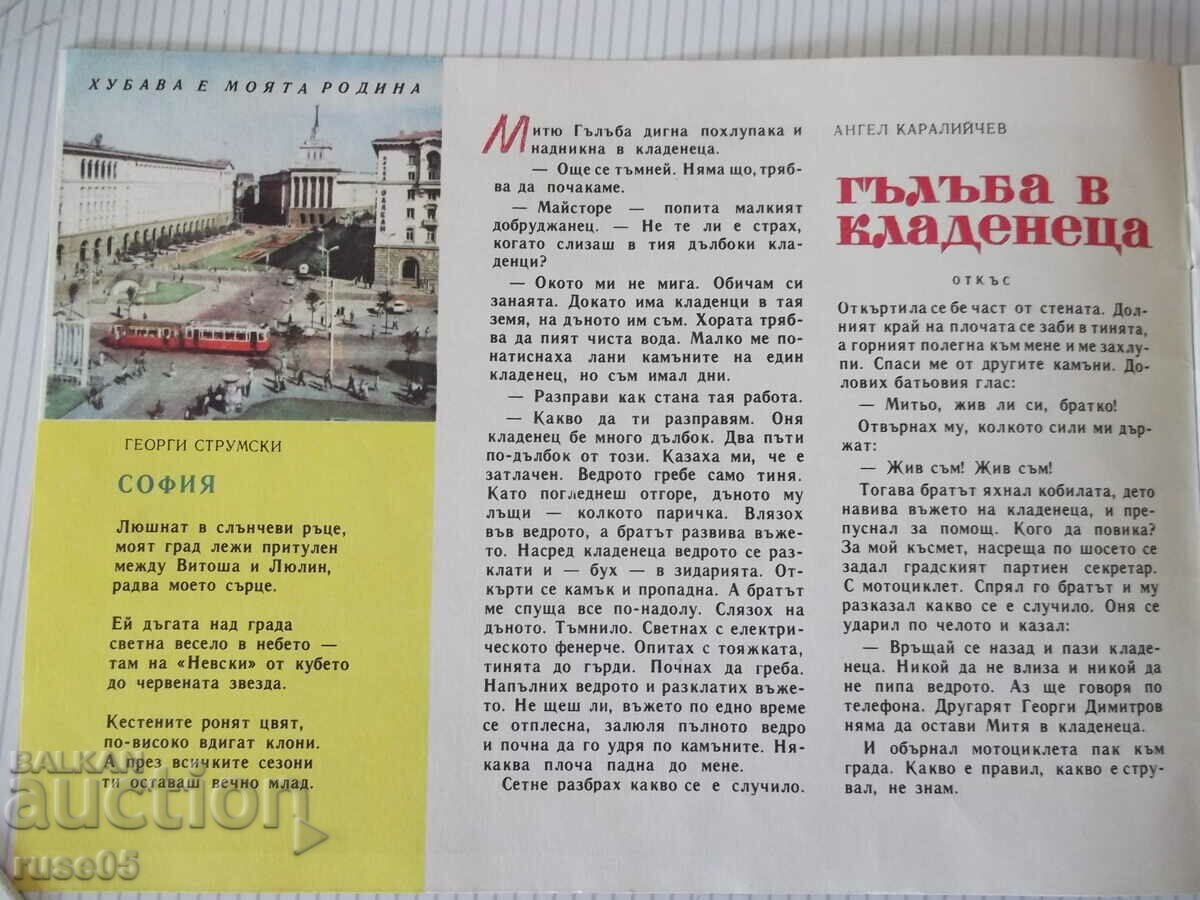 ХУБАВА Е МОЯТА РОДИНА
ГЕОРГИ СТРУМСКИ
СОФИЯ
Люшнат в слънчеви ръце,
моят град лежи притулен
между Витоша и Люлин,
радва моето сърце.
Ей дъгата над града
светна весело в небето —
там на «Невски» от кубето
до червената звезда.
Кестените ронят цвят,
по-високо вдигат клони.
А през всичките сезони
ти оставаш вечно млад.
Митю Гълъба дигна похлупака и
надникна в кладенеца.
— Още се тъмней. Няма що, тряб-
ва да почакаме.
— Майсторе — попита малкият
добруджанец. — Не те ли е страх,
когато слизаш в тия дълбоки кла-
денци?
— Окото ми не мига. Обичам си
занаята. Докато има кладенци в тая
земя, на дъното им съм. Хората тряб-
ва да пият чиста вода. Малко ме по-
натиснаха лани камъните на един
кладенец, но съм имал дни.
— Разправи как стана тая работа.
— Какво да ти разправям. Оня
кладенец бе много дълбок. Два пъти
по-дълбок от този. Казаха ми, че е
затлачен. Ведрото гребе само тиня.
Като погледнеш отгоре, дъното му
лъщи — колкото паричка. Влязох
във ведрото, а братът развива въже-
то. Насред кладенеца ведрото се раз-
клати и — бух — в зидарията. От-
кърти се камък и пропадна. А братът
ме спуща все по-надолу. Слязох на
дъното. Тъмнило. Светнах с електри-
ческото фенерче. Опитах с тояжката,
тинята до гърди. Почнах да греба.
Напълних ведрото и разклатих въже-
то. Не щеш ли, въжето по едно време
се отплесна, залюля пълното ведро
и почна да го удря по камъните. Ня-
каква плоча падна до мене.
Сетне разбрах какво се е случило.
АНГЕЛ КАРАЛИЙЧЕВ
ГЪЛЪБА В
КЛАДЕНЕЦА
ОТКЪС
Откъртила се бе част от стената. Дол-
ният край на плочата се заби в тинята,
а горният полегна към мене и ме захлу-
пи. Спаси ме от другите камъни. До-
лових батьовия глас:
— Митьо, жив ли си, братко!
Отвърнах му, колкото сили ми дър-
жат:
— Жив съм! Жив съм!
Тогава братът яхнал кобилата, дето
навива въжето на кладенеца, и пре-
пуснал за помощ. Кого да повика?
За мой късмет, насреща по шосето се
задал градският партиен секретар.
С мотоциклет. Спрял го братът и му
разказал какво се е случило. Оня се
ударил по челото и казал:
— Връщай се назад и пази кладе-
неца. Никой да не влиза и никой да
не пипа ведрото. Аз ще говоря по
телефона. Другарят Георги Димитров
няма да остави Митя в кладенеца.
И обърнал мотоциклета пак към
града. Какво е правил, какво е стру-
вал, не знам.
BALKAN
auction
ruse05